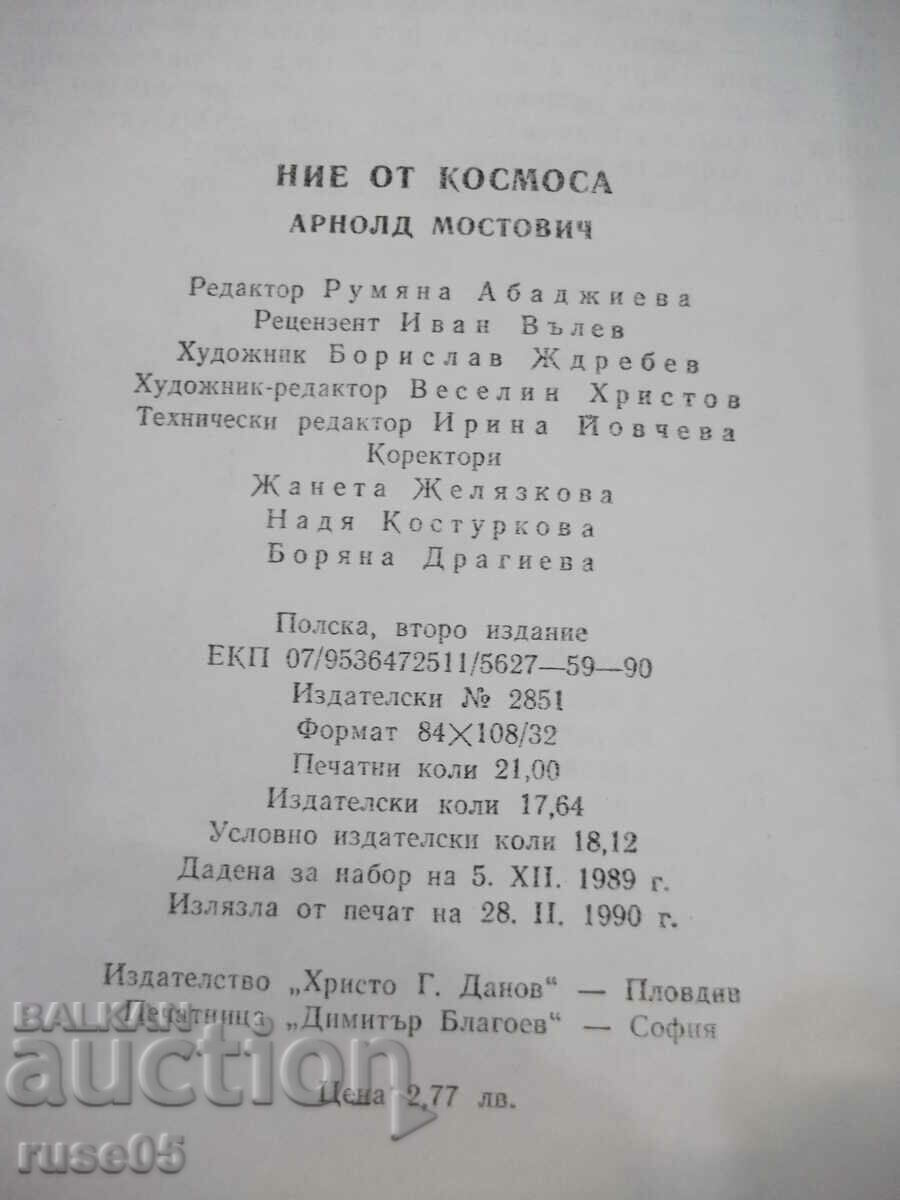 НИЕ ОТ КОСМОСА
АРНОЛД МОСТОВИЧ
Редактор Румяна Абаджиева
Рецензент Иван Вълев
Художник Борислав Ждребев
Художник-редактор Веселин Христов
Технически редактор Ирина Йовчева
Коректори
Жанета Желязкова
Надя Костуркова
Боряна Драгиева
Полска, второ издание
ЕКП 07/9536472511/5627—59—90
Издателски № 2851
Формат 84×108/32
Печатни коли 21,00
Издателски коли 17,64
Условно издателски коли 18,12
Дадена за набор на 5. XII. 1989 г.
Излязла от печат на 28. II. 1990 г.
Издателство „Христо Г. Данов“ — Пловдив
Печатница „Димитър Благоев“ — София
Цена 2,77 лв.
BALKAN
auction
ruse05